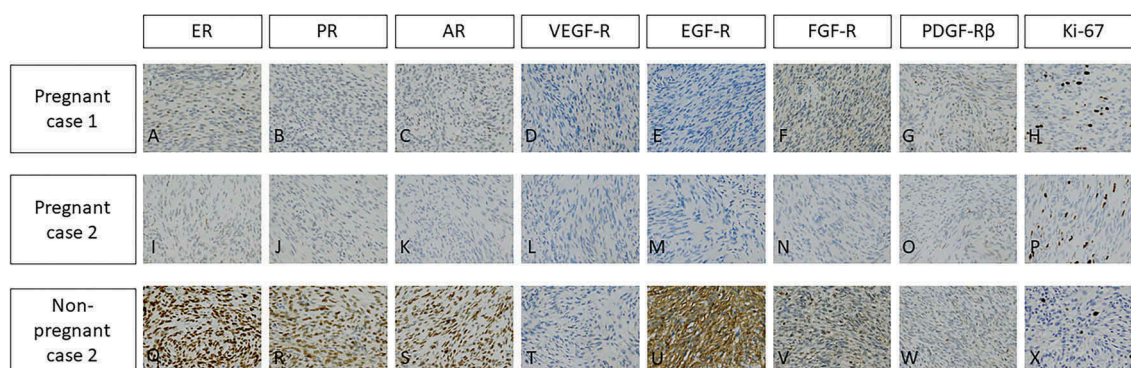 ER PR AR VEGF-R EGF-R FGF-R PDGF-Rβ Ki-67
Pregnant
case 1
A B C D E F G H
Pregnant
case 2
I J K L M N O P
Non-
pregnant
case 2
Q R S T U V W X